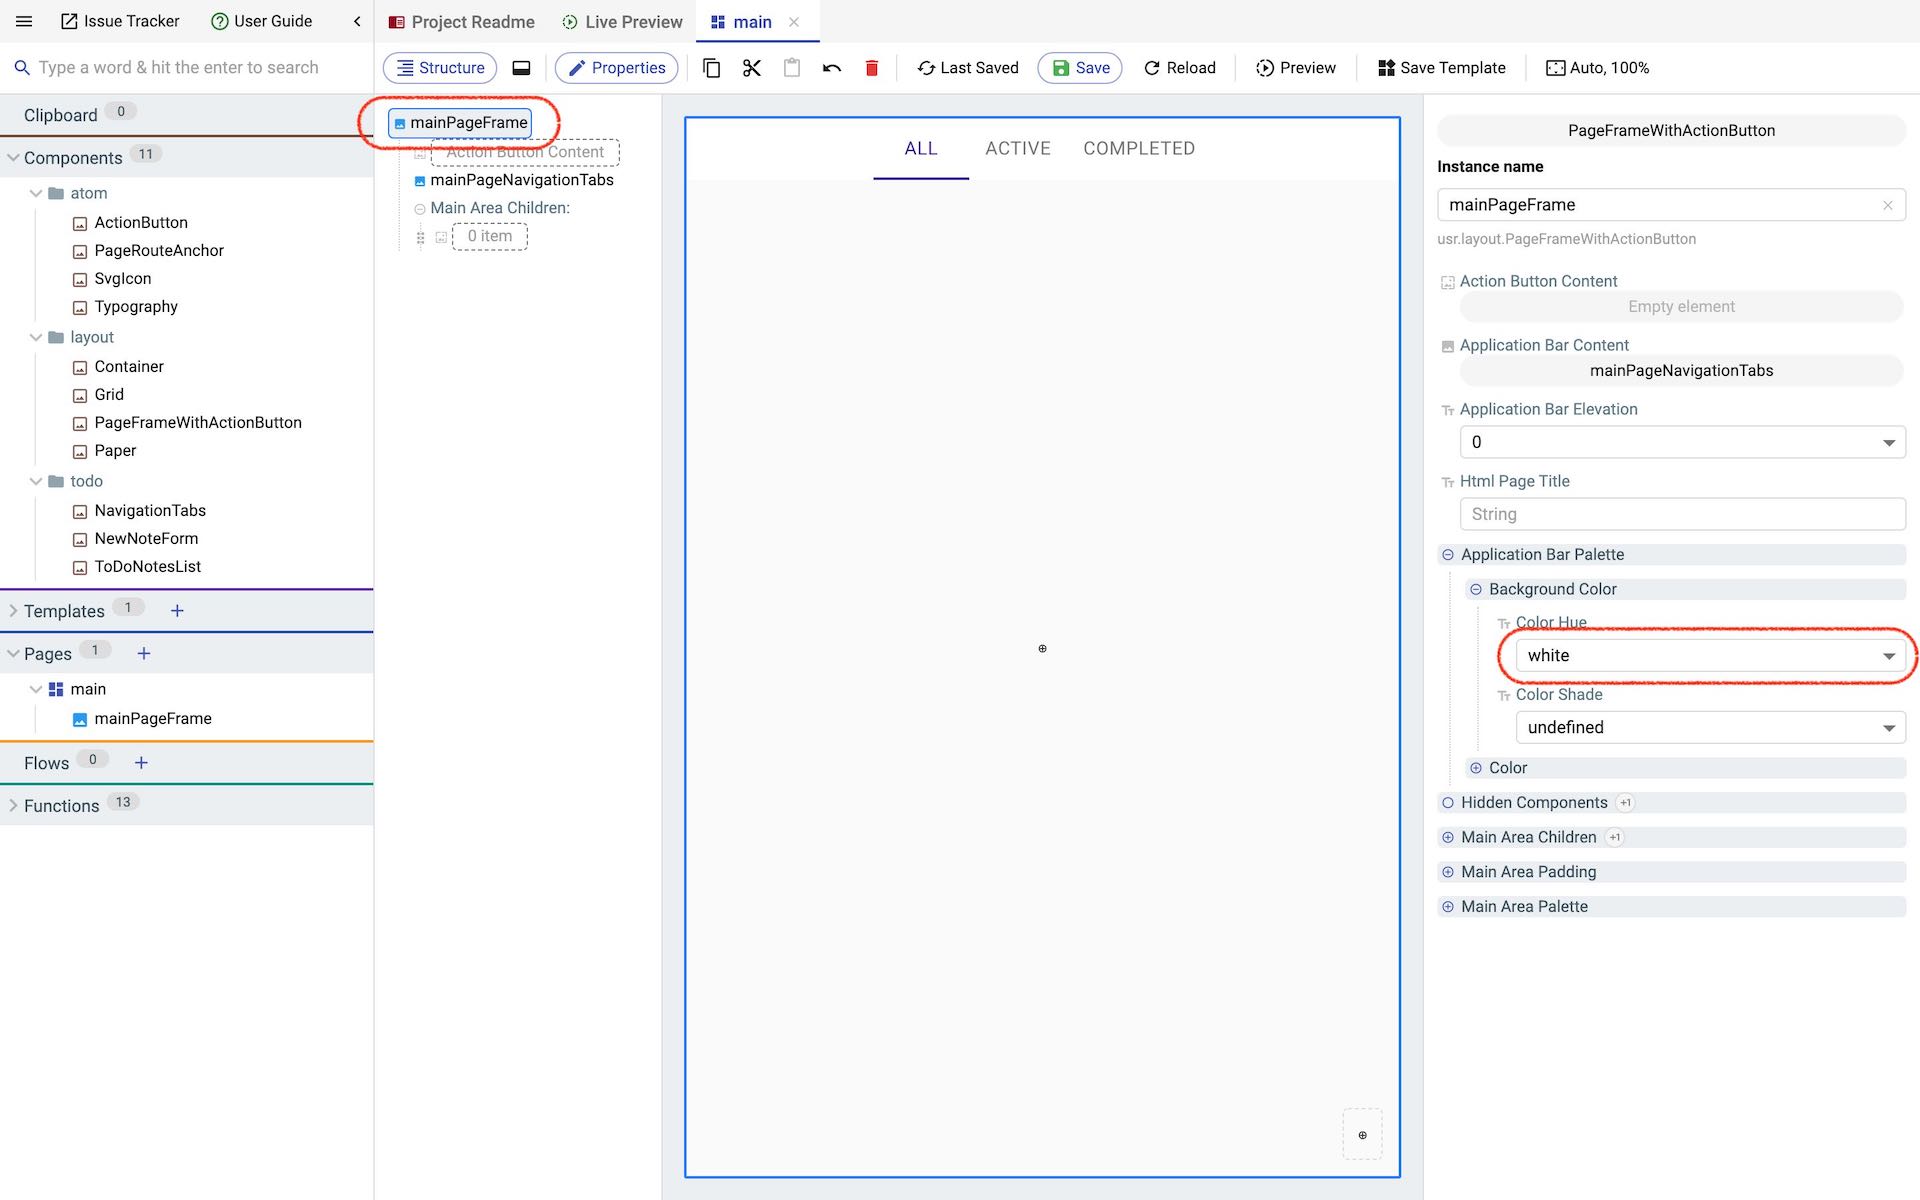 Issue Tracker
User Guide
Project Readme
Live Preview
main
Type a word & hit the enter to search
Structure
Properties
Last Saved
Save
Reload
Preview
Save Template
Auto, 100%
Clipboard 0
Components 11
atom
ActionButton
PageRouteAnchor
SvgIcon
Typography
layout
Container
Grid
PageFrameWithActionButton
Paper
todo
NavigationTabs
NewNoteForm
ToDoNotesList
Templates 1
Pages 1
main
mainPageFrame
Flows 0
Functions 13
mainPageFrame
Action Button Content
mainPageNavigationTabs
Main Area Children:
0 item
ALL ACTIVE COMPLETED
PageFrameWithActionButton
Instance name
mainPageFrame
usr.layout.PageFrameWithActionButton
Action Button Content
Empty element
Application Bar Content
mainPageNavigationTabs
Tт Application Bar Elevation
0
Tт Html Page Title
String
Application Bar Palette
Background Color
Tт Color Hue
white
Tт Color Shade
undefined
Color
Hidden Components +1
Main Area Children +1
Main Area Padding
Main Area Palette